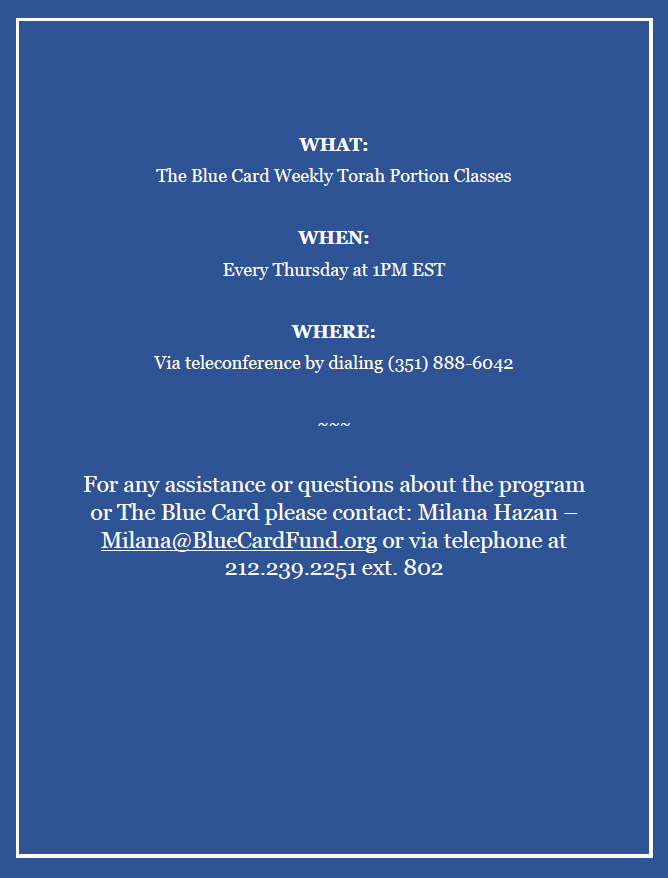 WHAT:
The Blue Card Weekly Torah Portion Classes
WHEN:
Every Thursday at 1PM EST
WHERE:
Via teleconference by dialing (351) 888-6042
~~~
For any assistance or questions about the program
or The Blue Card please contact: Milana Hazan –
Milana@BlueCardFund.org or via telephone at
212.239.2251 ext. 802